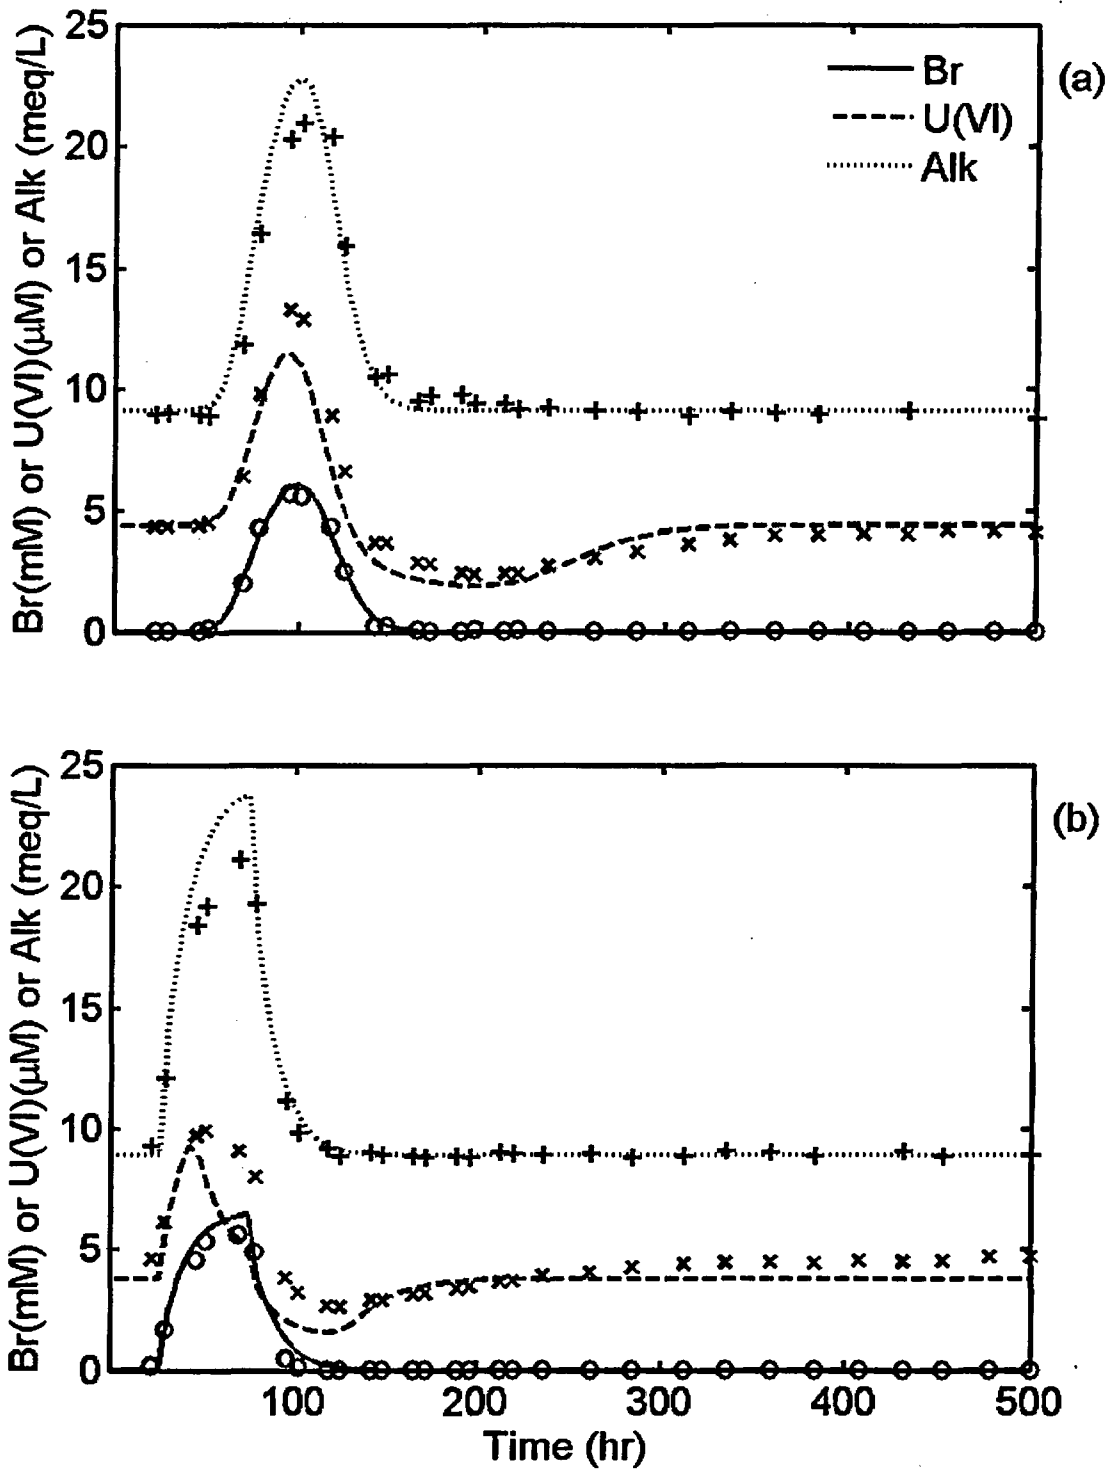 Br(mM) or U(VI)(μM) or Alk (meq/L)
25
20
15
10
5
0
Br
U(VI)
Alk
(a)
Br(mM) or U(VI)(μM) or Alk (meq/L)
25
20
15
10
5
0
(b)
100 200 300 400 500
Time (hr)